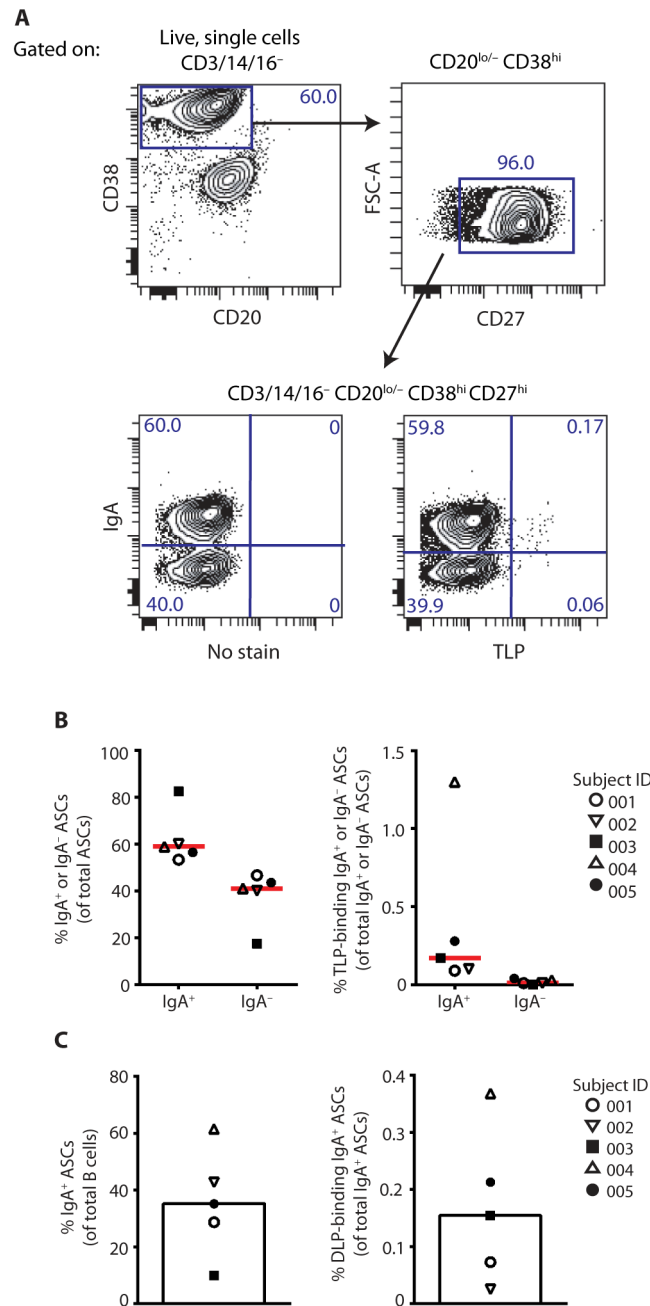 A
Gated on:
Live, single cells
CD3/14/16⁻
CD20ˡᵒ/⁻ CD38ʰⁱ
60.0
CD38
CD20
96.0
FSC-A
CD27
CD3/14/16⁻ CD20ˡᵒ/⁻ CD38ʰⁱ CD27ʰⁱ
60.0 0
40.0 0
IgA
No stain
59.8 0.17
39.9 0.06
TLP
B
% IgA⁺ or IgA⁻ ASCs
(of total ASCs)
100
80
60
40
20
0
IgA⁺ IgA⁻
% TLP-binding IgA⁺ or IgA⁻ ASCs
(of total IgA⁺ or IgA⁻ ASCs)
1.5
1.0
0.5
0
IgA⁺ IgA⁻
Subject ID
001
002
003
004
005
C
% IgA⁺ ASCs
(of total B cells)
80
60
40
20
0
% DLP-binding IgA⁺ ASCs
(of total IgA⁺ ASCs)
0.4
0.3
0.2
0.1
0
Subject ID
001
002
003
004
005